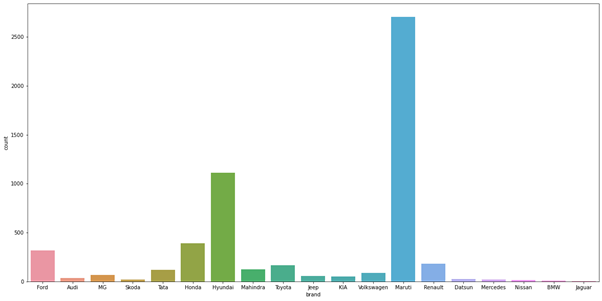 2500
2000
1500
1000
500
0
count
Ford Audi MG Skoda Tata Honda Hyundai Mahindra Toyota Jeep KIA Volkswagen Maruti Renault Datsun Mercedes Nissan BMW Jaguar
brand